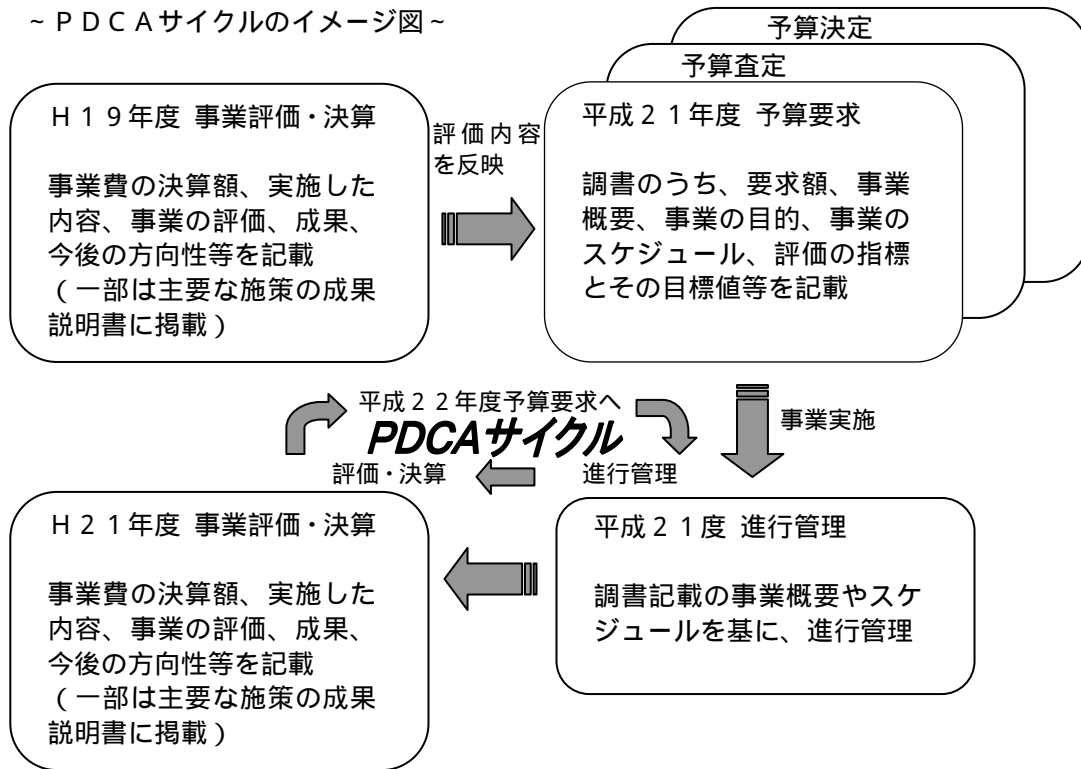 ~ＰＤＣＡサイクルのイメージ図~
予算決定
予算査定
Ｈ１９年度 事業評価・決算
事業費の決算額、実施した
内容、事業の評価、成果、
今後の方向性等を記載
（一部は主要な施策の成果
説明書に掲載）
評価内容
を反映
平成２１年度 予算要求
調書のうち、要求額、事業
概要、事業の目的、事業の
スケジュール、評価の指標
とその目標値等を記載
事業実施
平成２２年度予算要求へ
PDCAサイクル
評価・決算
進行管理
Ｈ２１年度 事業評価・決算
事業費の決算額、実施した
内容、事業の評価、成果、
今後の方向性等を記載
（一部は主要な施策の成果
説明書に掲載）
平成２１度 進行管理
調書記載の事業概要やスケ
ジュールを基に、進行管理